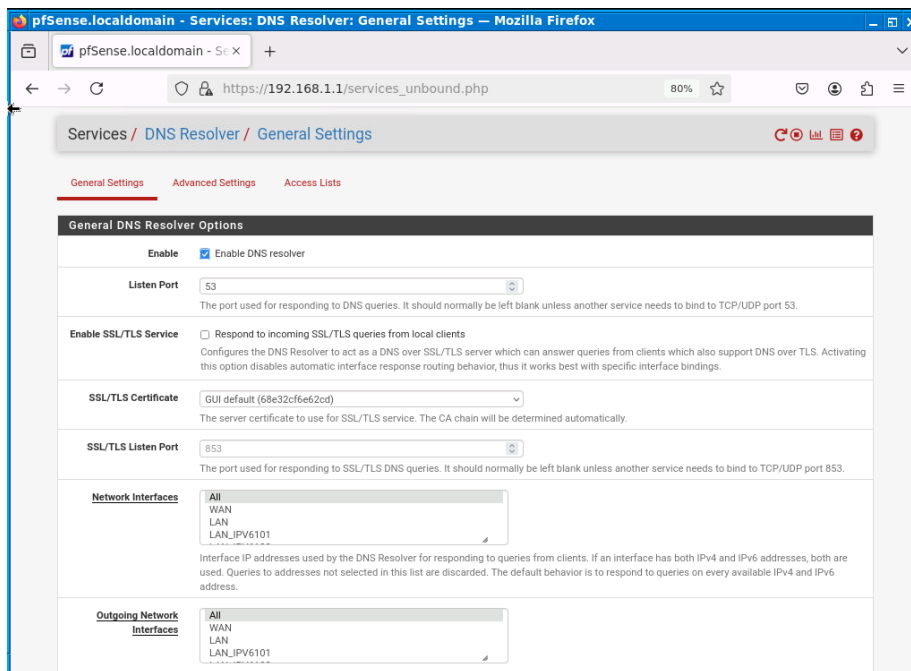 pfSense.localdomain - Services: DNS Resolver: General Settings — Mozilla Firefox
pfSense.localdomain - Se
https://192.168.1.1/services_unbound.php
80%
Services / DNS Resolver / General Settings
General Settings
Advanced Settings
Access Lists
General DNS Resolver Options
Enable
Enable DNS resolver
Listen Port
53
The port used for responding to DNS queries. It should normally be left blank unless another service needs to bind to TCP/UDP port 53.
Enable SSL/TLS Service
Respond to incoming SSL/TLS queries from local clients
Configures the DNS Resolver to act as a DNS over SSL/TLS server which can answer queries from clients which also support DNS over TLS. Activating
this option disables automatic interface response routing behavior, thus it works best with specific interface bindings.
SSL/TLS Certificate
GUI default (68e32cf6e62cd)
The server certificate to use for SSL/TLS service. The CA chain will be determined automatically.
SSL/TLS Listen Port
853
The port used for responding to SSL/TLS DNS queries. It should normally be left blank unless another service needs to bind to TCP/UDP port 853.
Network Interfaces
All
WAN
LAN
LAN_IPV6101
Interface IP addresses used by the DNS Resolver for responding to queries from clients. If an interface has both IPv4 and IPv6 addresses, both are
used. Queries to addresses not selected in this list are discarded. The default behavior is to respond to queries on every available IPv4 and IPv6
address.
Outgoing Network
Interfaces
All
WAN
LAN
LAN_IPV6101